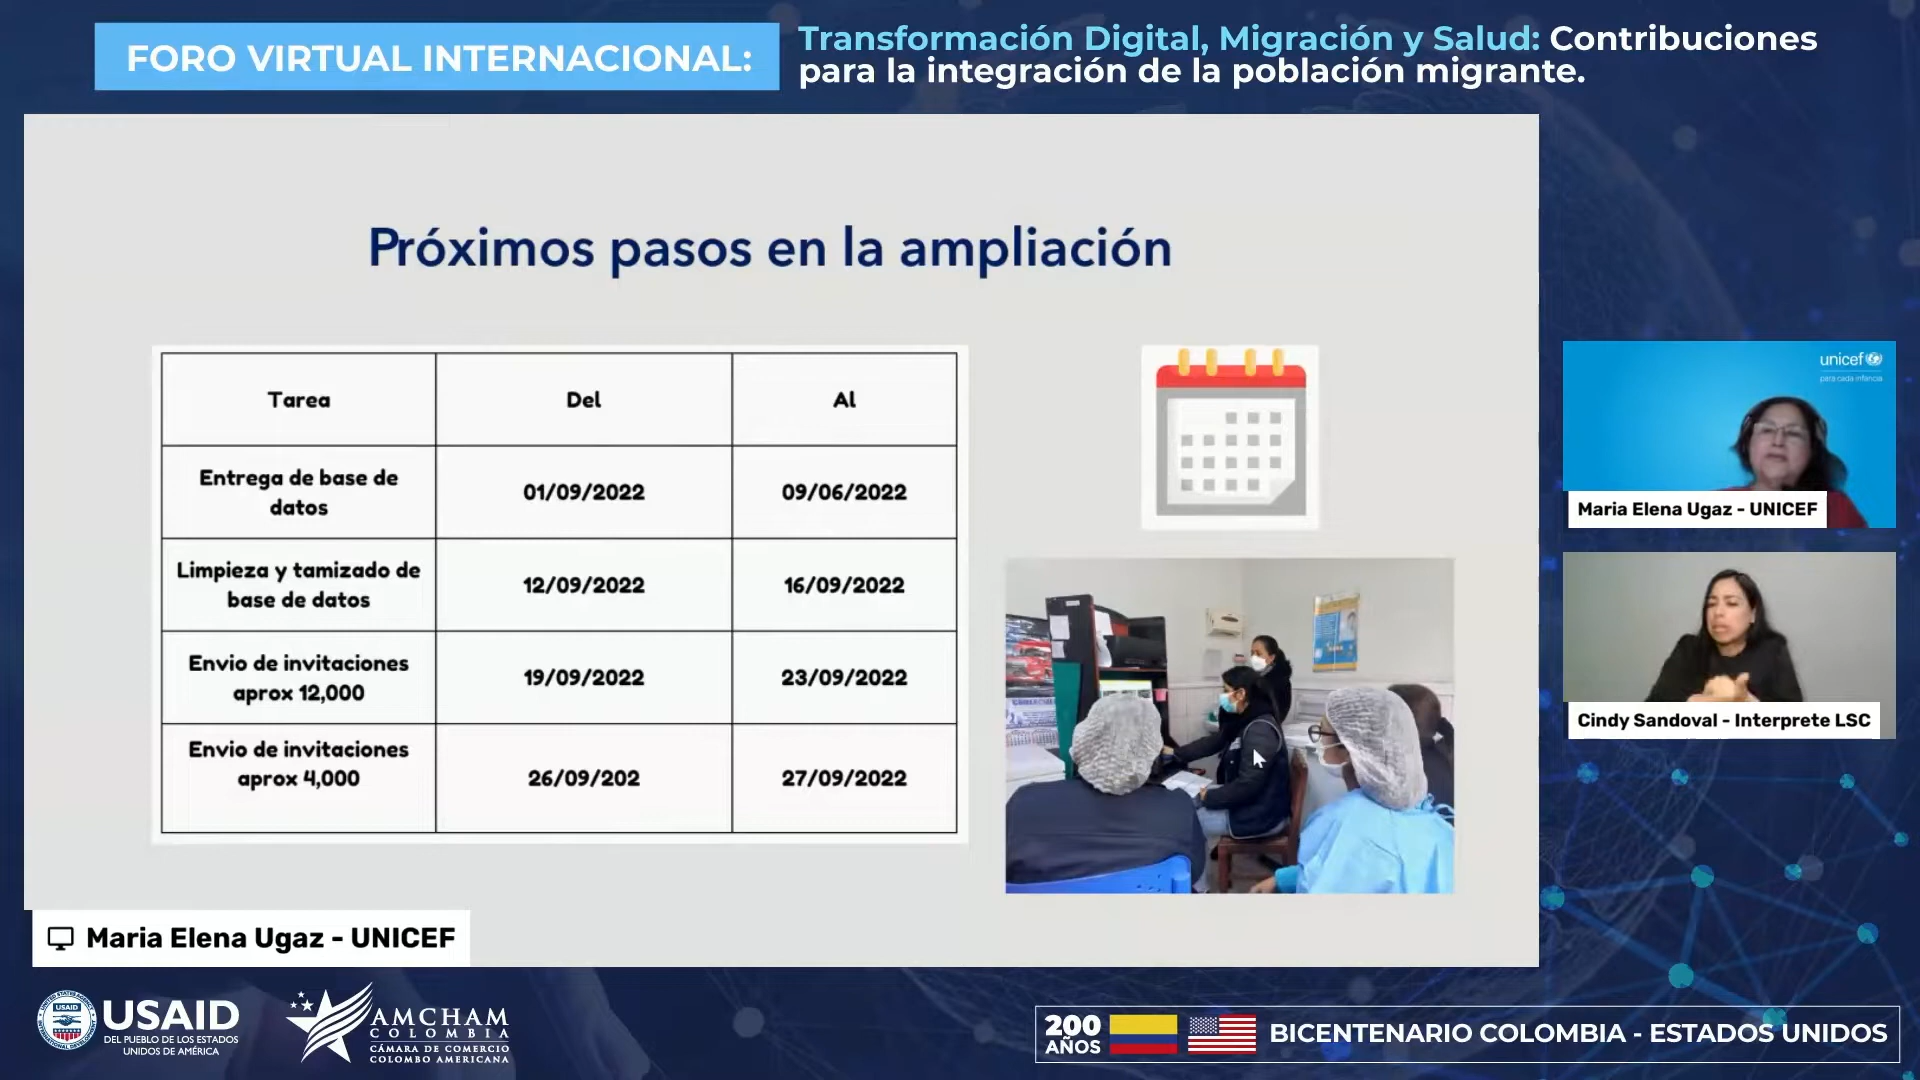 FORO VIRTUAL INTERNACIONAL:
Transformación Digital, Migración y Salud: Contribuciones
para la integración de la población migrante.
Próximos pasos en la ampliación
Tarea
Del
Al
Entrega de base de
datos
01/09/2022
09/06/2022
Limpieza y tamizado de
base de datos
12/09/2022
16/09/2022
Envio de invitaciones
aprox 12,000
19/09/2022
23/09/2022
Envio de invitaciones
aprox 4,000
26/09/202
27/09/2022
unicef
para cada infancia
Maria Elena Ugaz - UNICEF
Cindy Sandoval - Interprete LSC
Maria Elena Ugaz - UNICEF
USAID
USAID
DEL PUEBLO DE LOS ESTADOS
UNIDOS DE AMÉRICA
AMCHAM
COLOMBIA
CÁMARA DE COMERCIO
COLOMBO AMERICANA
200
AÑOS
BICENTENARIO COLOMBIA - ESTADOS UNIDOS